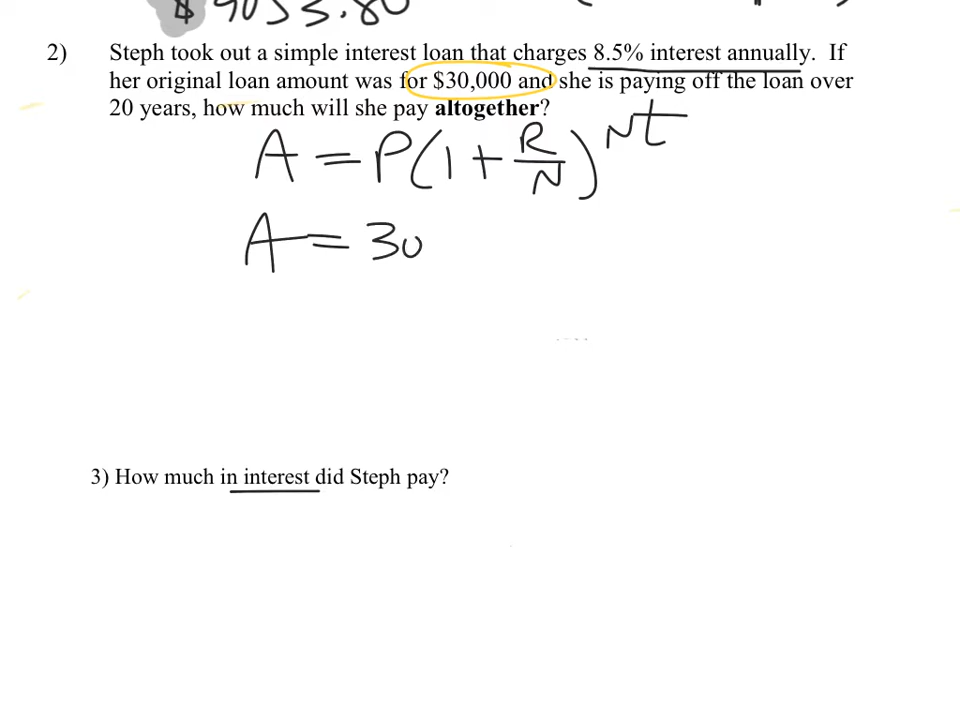 $ 9053.80
2) Steph took out a simple interest loan that charges 8.5% interest annually. If
her original loan amount was for $30,000 and she is paying off the loan over
20 years, how much will she pay altogether?
A = P(1 + R/N)^Nt
A = 30
3) How much in interest did Steph pay?